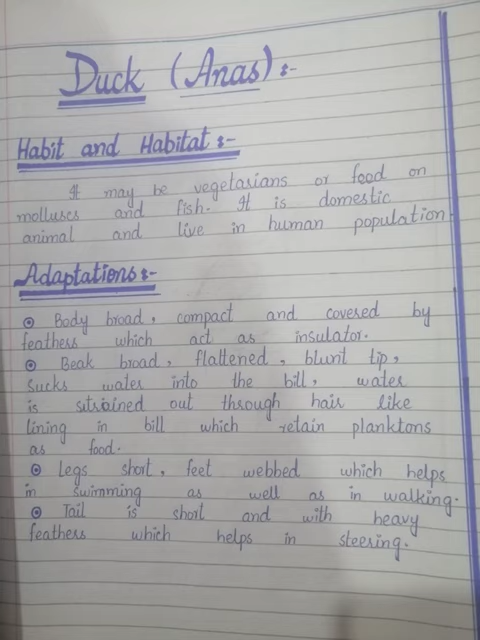 Duck (Anas) :-
Habit and Habitat :-
It may be vegetarians or food on
molluscs and fish. It is domestic
animal and live in human population
Adaptations :-
⊙ Body broad, compact and covered by
feathers which act as insulator.
⊙ Beak broad, flattened, blunt tip,
Sucks water into the bill, water
is strained out through hair like
lining in bill which retain planktons
as food.
⊙ Legs short, feet webbed which helps
in swimming as well as in walking.
⊙ Tail is short and with heavy
feathers which helps in steering.